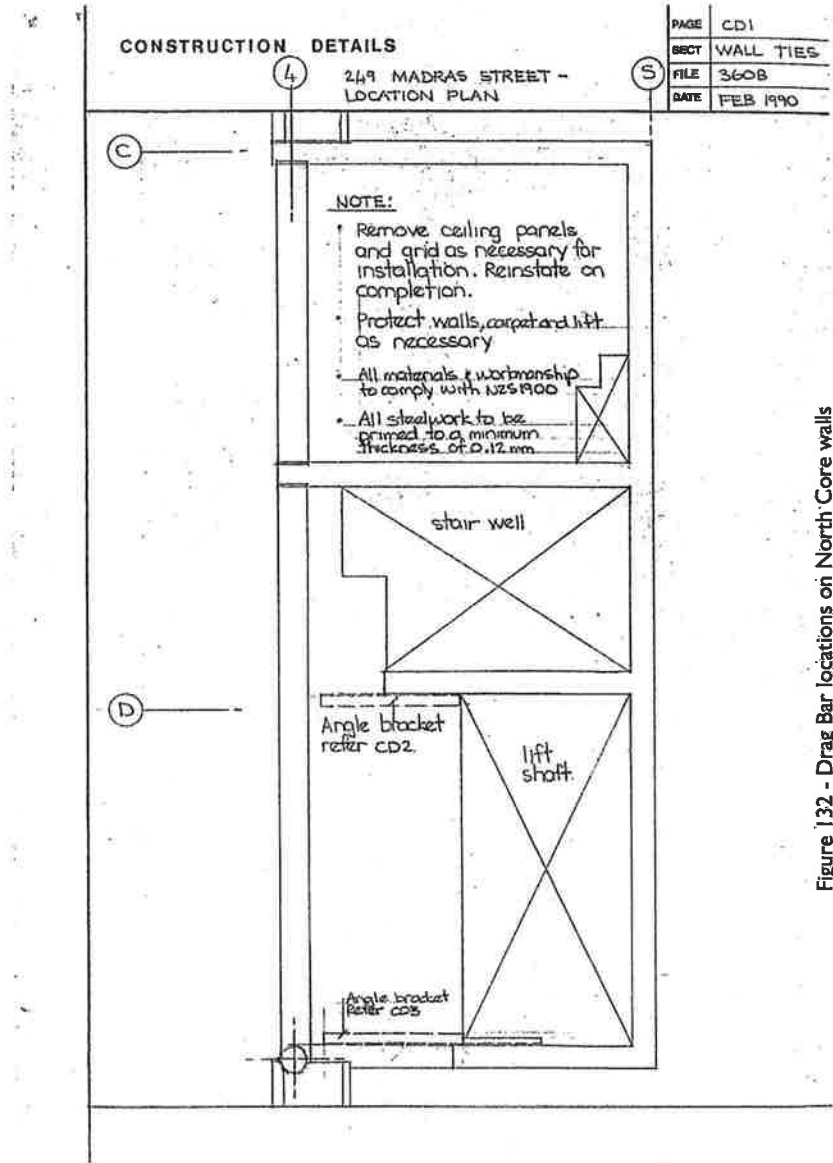 CONSTRUCTION DETAILS
249 MADRAS STREET -
LOCATION PLAN
PAGE CD1
SECT WALL TIES
FILE 360B
DATE FEB 1990
4
5
C
NOTE:
• Remove ceiling panels
and grid as necessary for
installation. Reinstate on
completion.
• Protect walls, carpet and lift
as necessary
• All materials & workmanship
to comply with NZS1900
• All steelwork to be
primed to a minimum
thickness of 0.12 mm
stair well
D
Angle bracket
refer CD2.
lift
shaft.
Angle bracket
Refer CD3
Figure 132 - Drag Bar locations on North Core walls